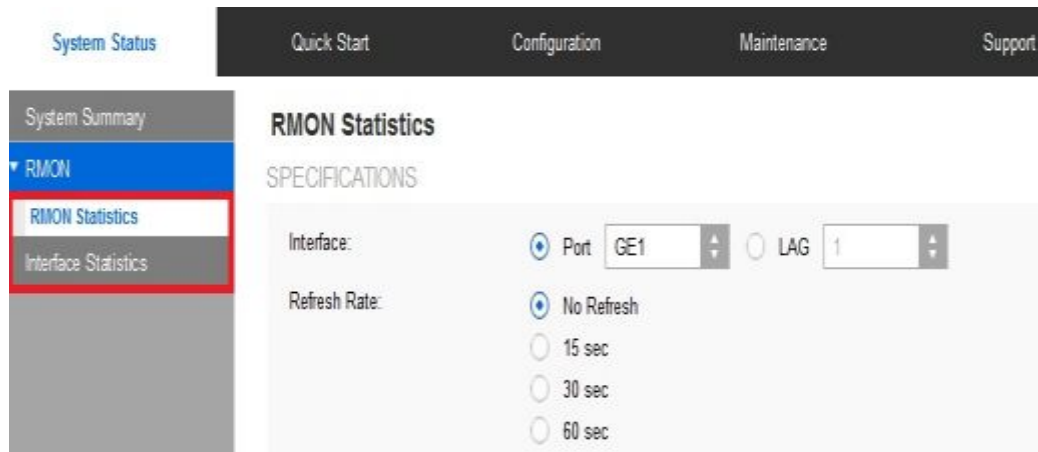 System Status Quick Start Configuration Maintenance Support
System Summary
RMON
RMON Statistics
Interface Statistics
RMON Statistics
SPECIFICATIONS
Interface: Port GE1 LAG 1
Refresh Rate: No Refresh
15 sec
30 sec
60 sec